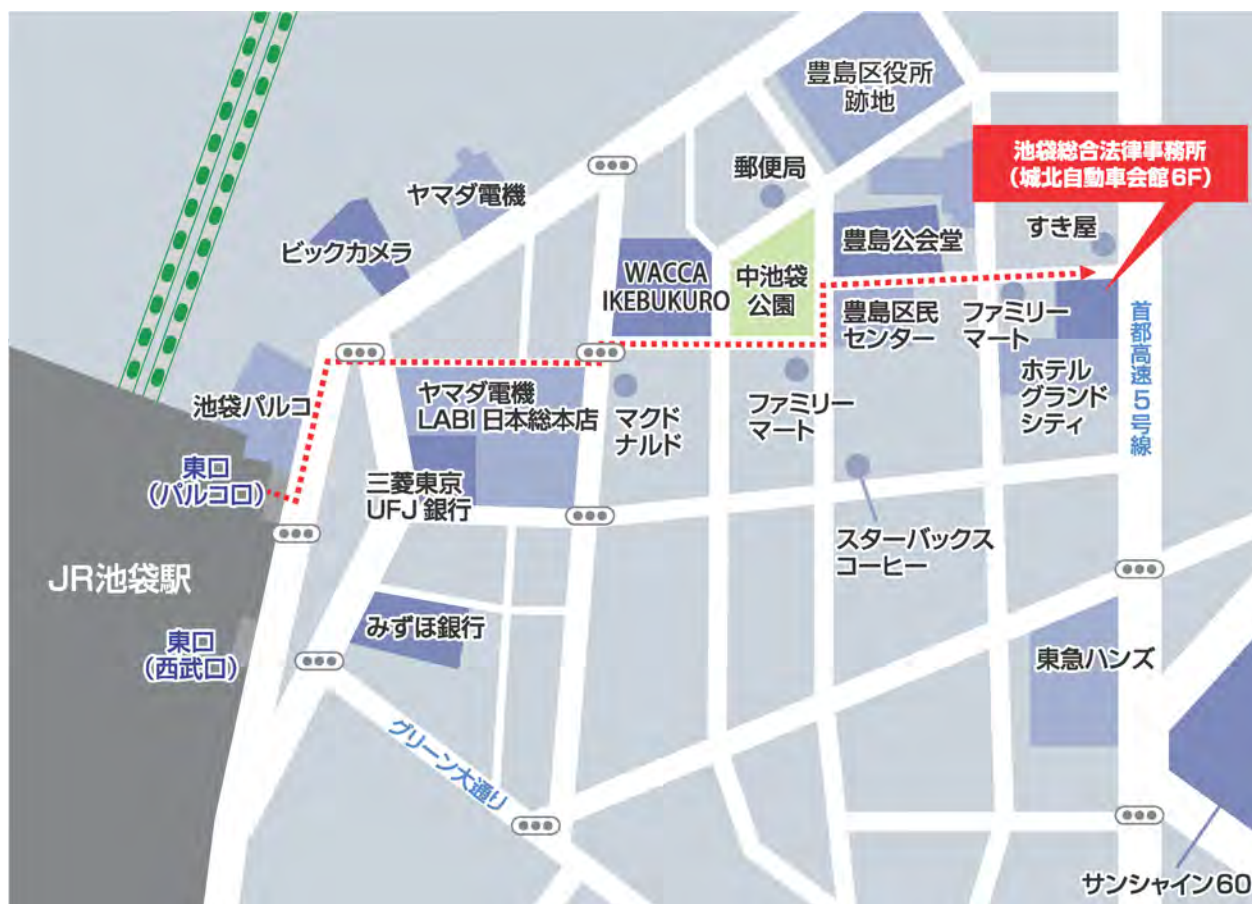 豊島区役所
跡地
池袋総合法律事務所
(城北自動車会館6F)
郵便局
ヤマダ電機
すき屋
ビックカメラ
豊島公会堂
WACCA
IKEBUKURO
中池袋
公園
豊島区民
センター
ファミリー
マート
首都高速5号線
池袋パルコ
ヤマダ電機
LABI 日本総本店
マクド
ナルド
ファミリー
マート
ホテル
グランド
シティ
東口
(パルコ口)
三菱東京
UFJ 銀行
スターバックス
コーヒー
JR池袋駅
みずほ銀行
東口
(西武口)
東急ハンズ
グリーン大通り
サンシャイン60